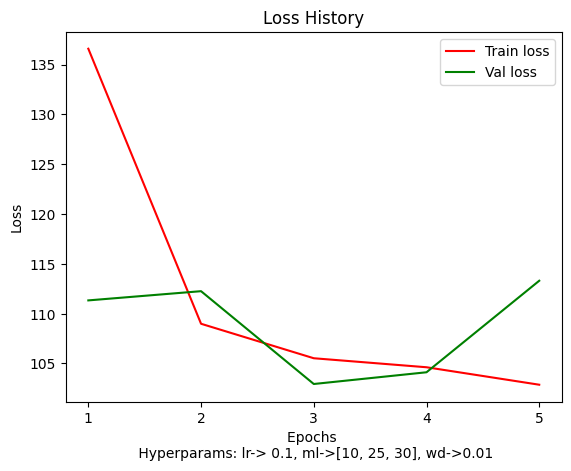 Loss History
Train loss
Val loss
Loss
135
130
125
120
115
110
105
1 2 3 4 5
Epochs
Hyperparams: lr-> 0.1, ml->[10, 25, 30], wd->0.01